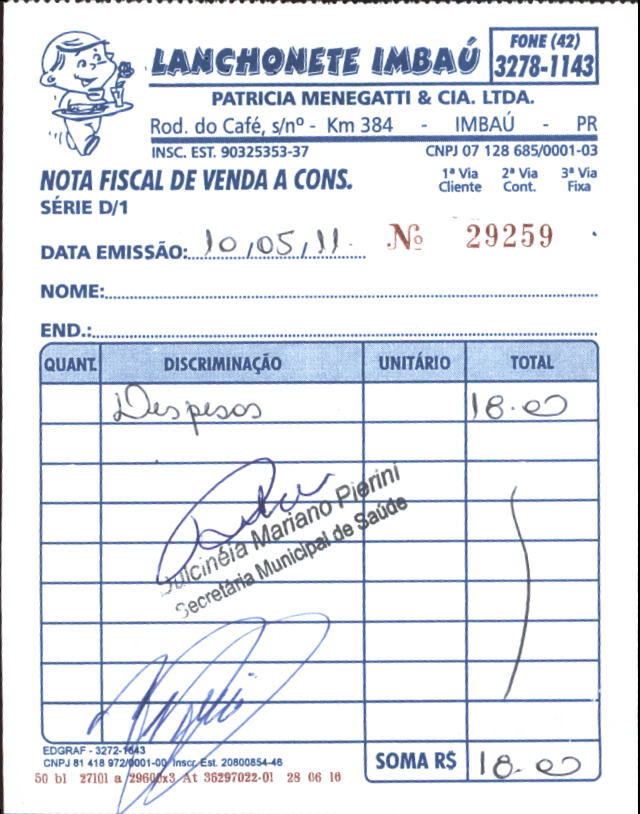 LANCHONETE IMBAÚ
FONE (42)
3278-1143
PATRICIA MENEGATTI & CIA. LTDA.
Rod. do Café, s/nº - Km 384 - IMBAÚ - PR
INSC. EST. 90325353-37 CNPJ 07 128 685/0001-03
NOTA FISCAL DE VENDA A CONS.
1ª Via Cliente 2ª Via Cont. 3ª Via Fixa
SÉRIE D/1
DATA EMISSÃO: 10,05,11. Nº 29259
NOME:
END.:
QUANT. DISCRIMINAÇÃO UNITÁRIO TOTAL
Despesas 18.00
Dulcinéia Mariano Pierini
Secretária Municipal de Saúde
EDGRAF - 3272-1643
CNPJ 81 418 972/0001-00 Inscr. Est. 20800854-46
50 bl 27101 a 29600x3 At 36297022-01 28 06 10
SOMA R$ 18.00